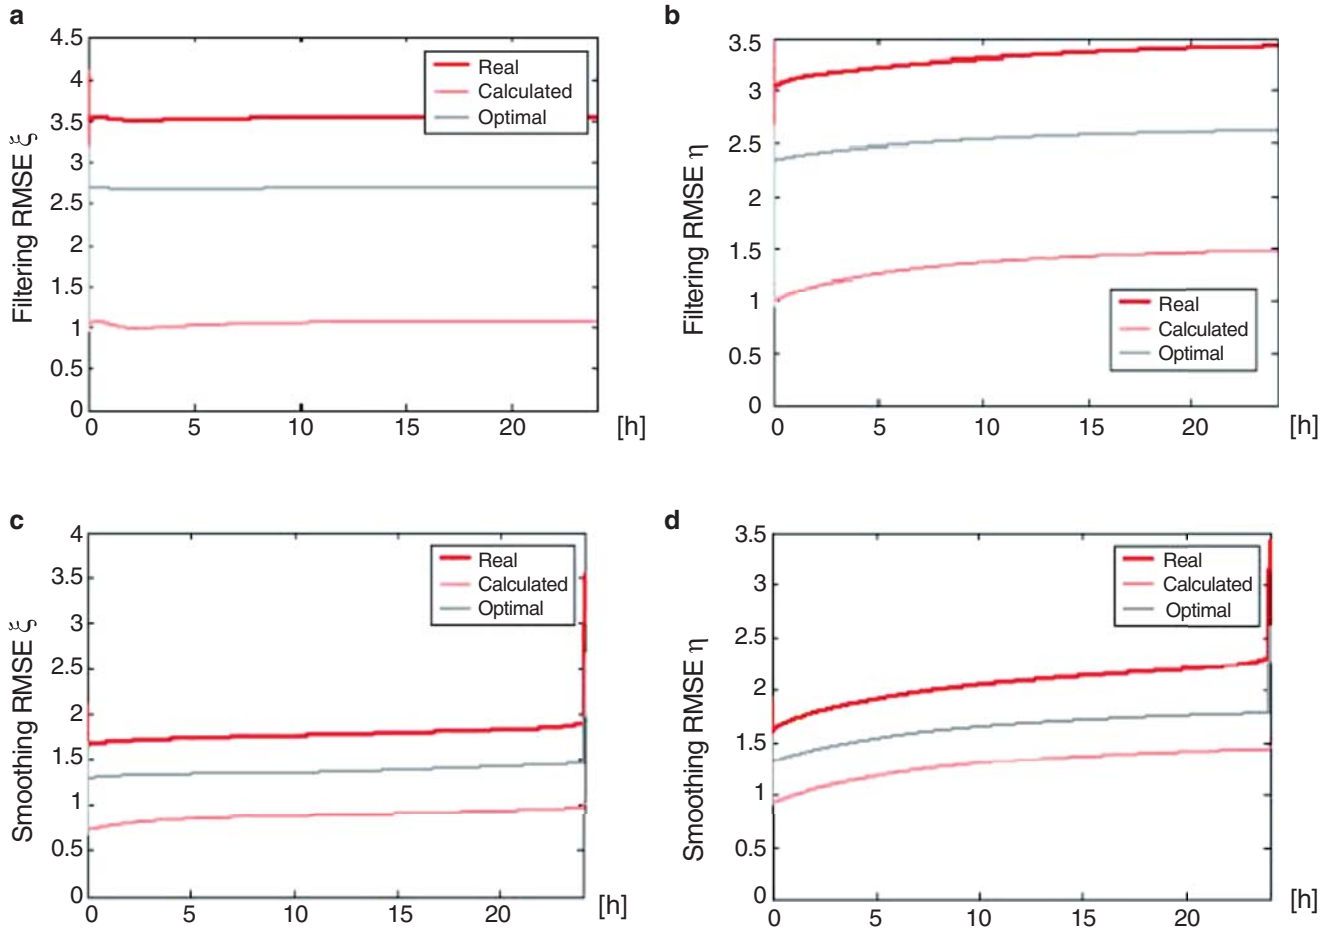 a
Filtering RMSE ξ
4.5
4
3.5
3
2.5
2
1.5
1
0.5
0
0 5 10 15 20 [h]
Real
Calculated
Optimal
b
Filtering RMSE η
3.5
3
2.5
2
1.5
1
0.5
0
0 5 10 15 20 [h]
Real
Calculated
Optimal
c
Smoothing RMSE ξ
4
3.5
3
2.5
2
1.5
1
0.5
0
0 5 10 15 20 [h]
Real
Calculated
Optimal
d
Smoothing RMSE η
3.5
3
2.5
2
1.5
1
0.5
0
0 5 10 15 20 [h]
Real
Calculated
Optimal